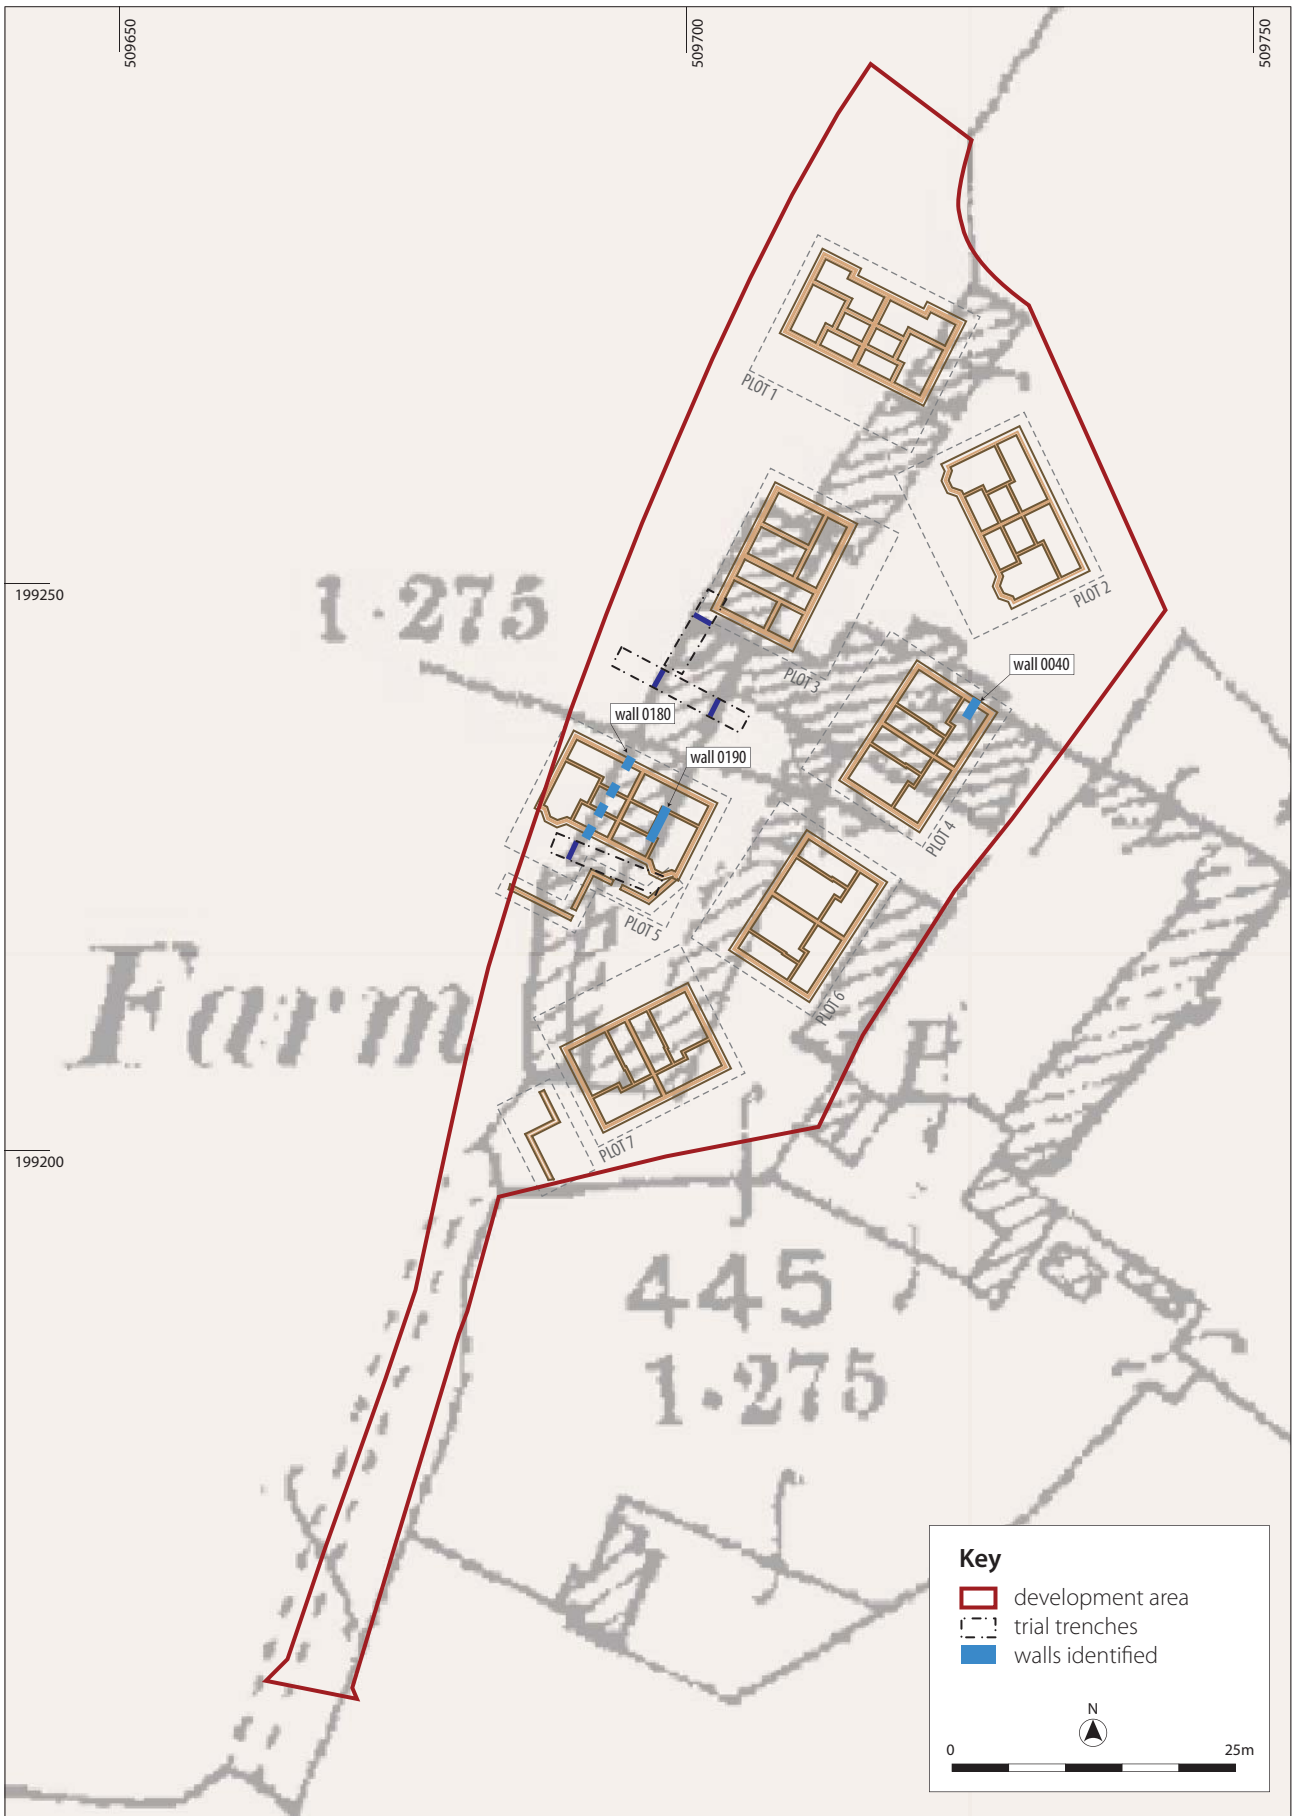 509650
509700
509750
PLOT 1
199250
1·275
PLOT 2
wall 0040
PLOT 3
wall 0180
wall 0190
PLOT 4
PLOT 5
Farm
PLOT 6
PLOT 7
199200
445
1·275
Key
development area
trial trenches
walls identified
N
0 25m